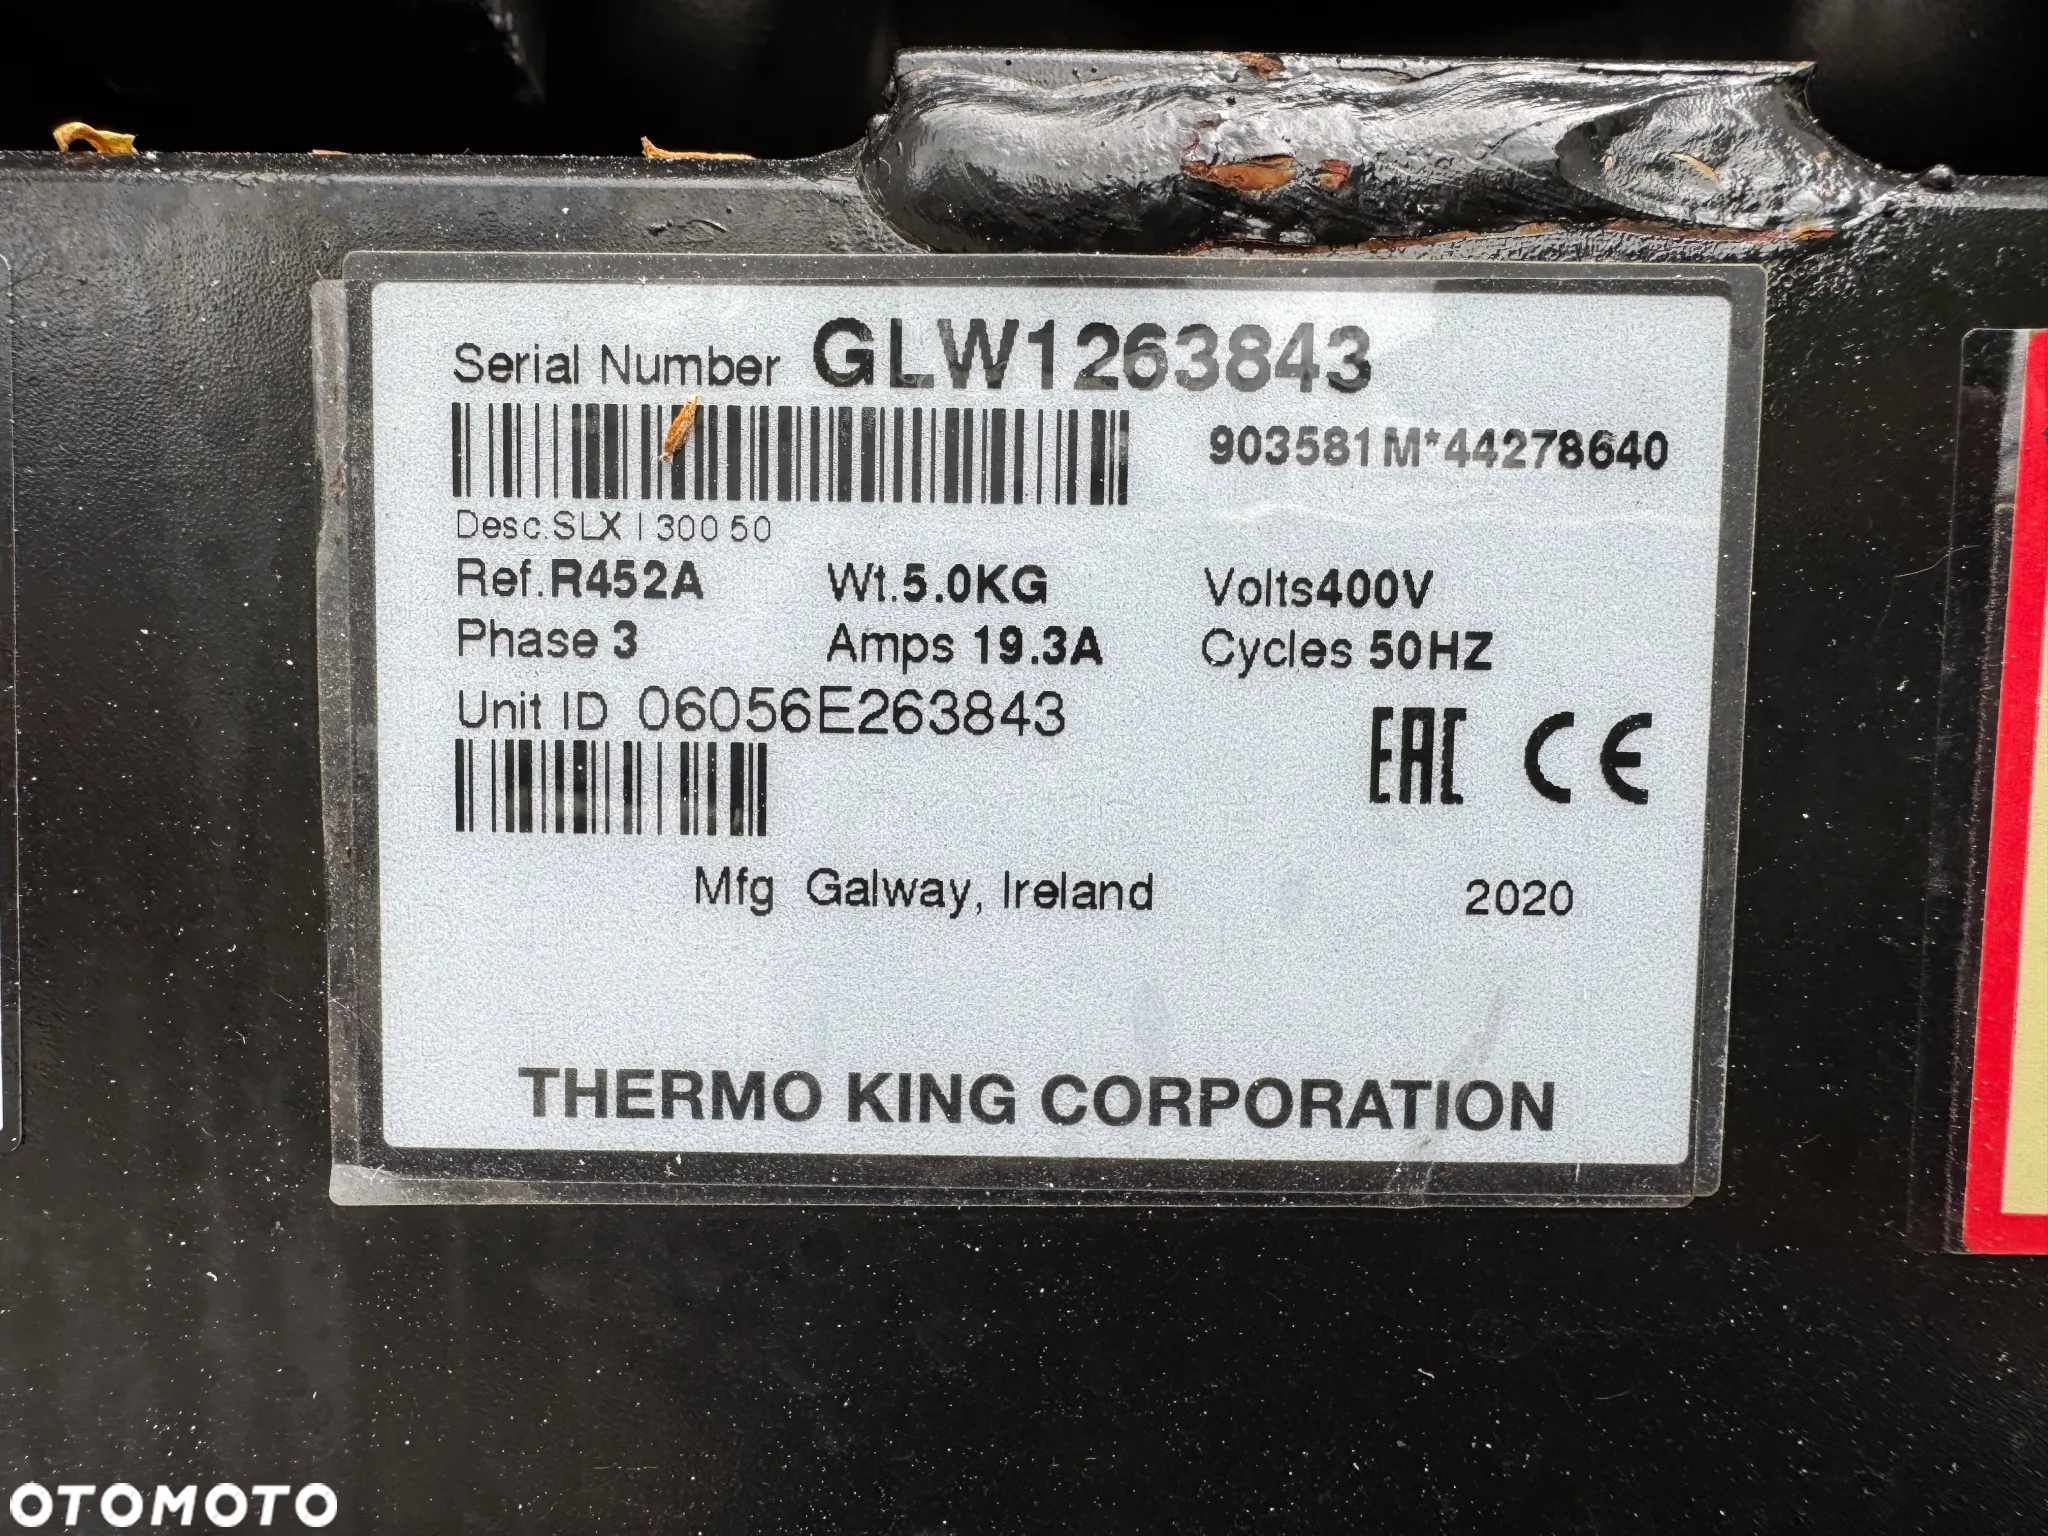 Serial Number GLW1263843
903581M*44278640
Desc.SLX I 300 50
Ref.R452A Wt.5.0KG Volts400V
Phase 3 Amps 19.3A Cycles 50HZ
Unit ID 06056E263843
EAC CE
Mfg Galway, Ireland 2020
THERMO KING CORPORATION
OTOMOTO